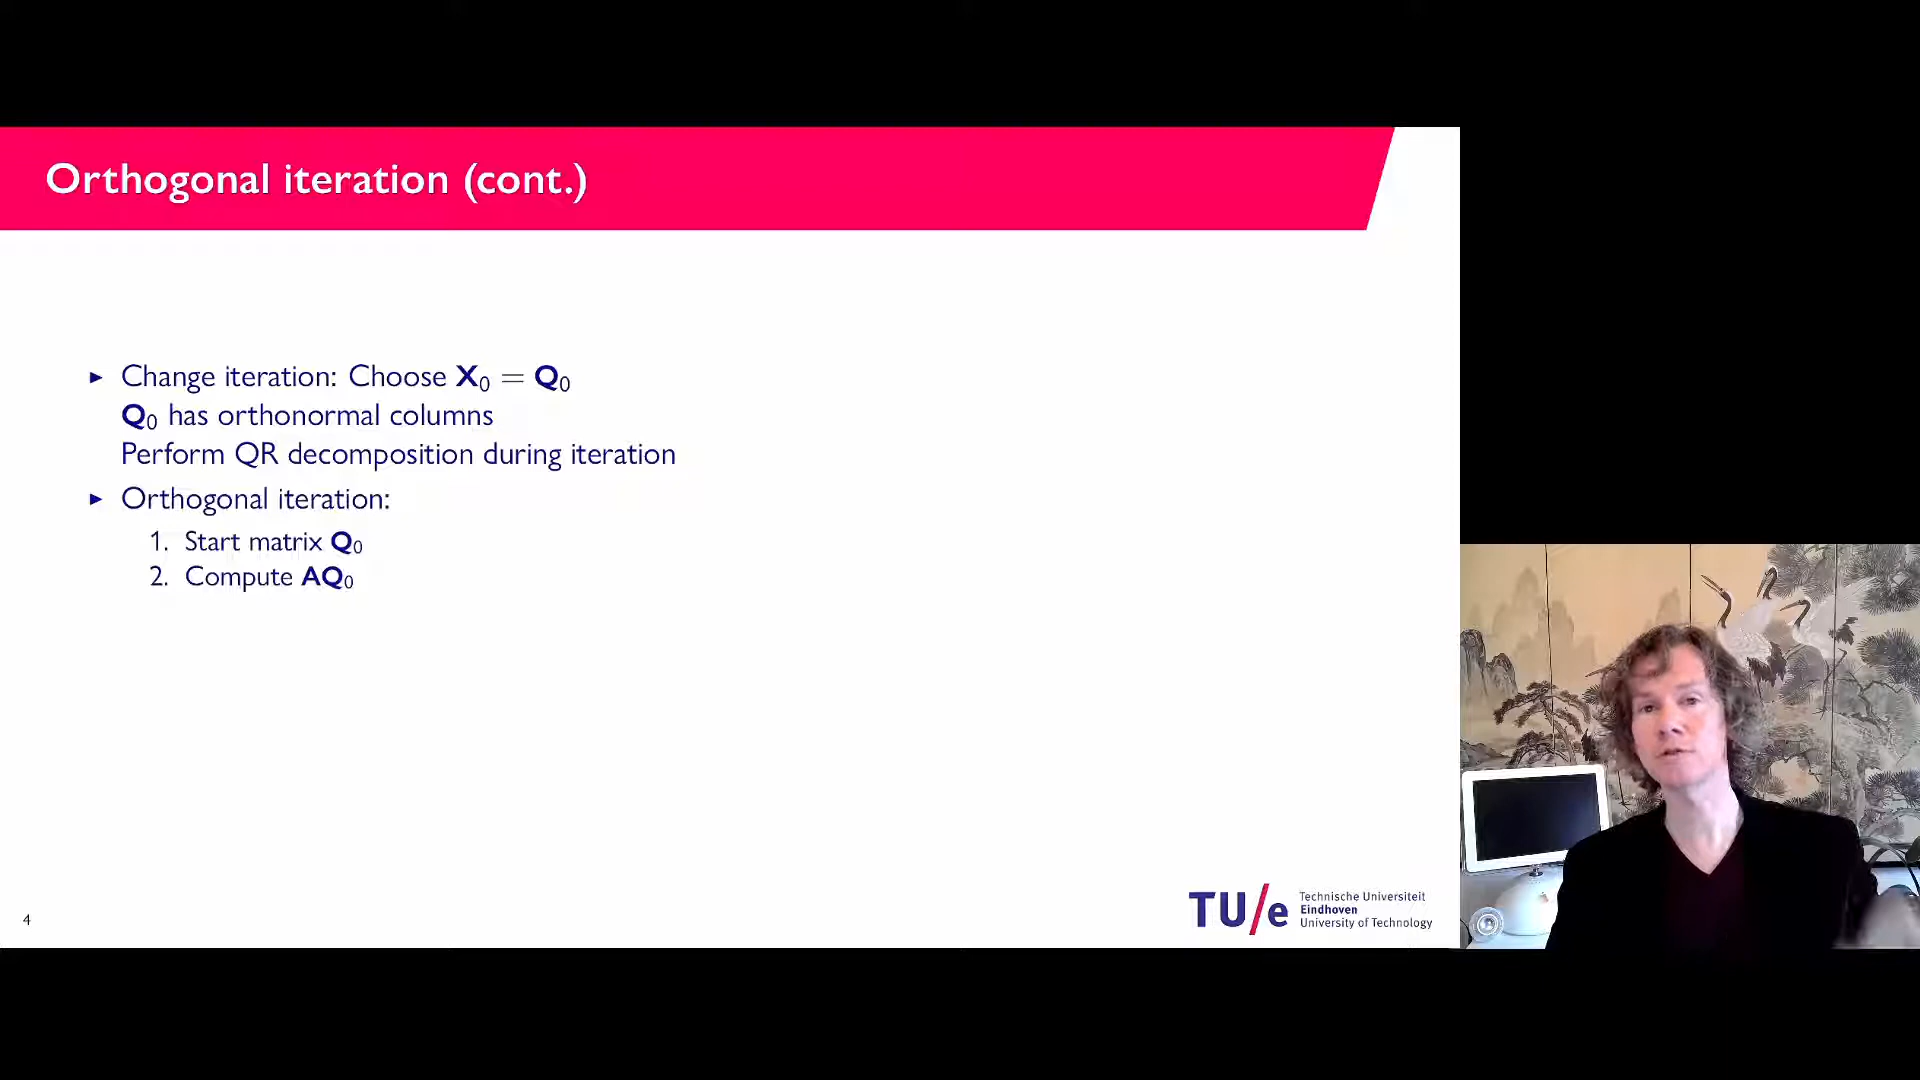 Orthogonal iteration (cont.)
► Change iteration: Choose X₀ = Q₀
Q₀ has orthonormal columns
Perform QR decomposition during iteration
► Orthogonal iteration:
1. Start matrix Q₀
2. Compute AQ₀
4
TU/e
Technische Universiteit
Eindhoven
University of Technology